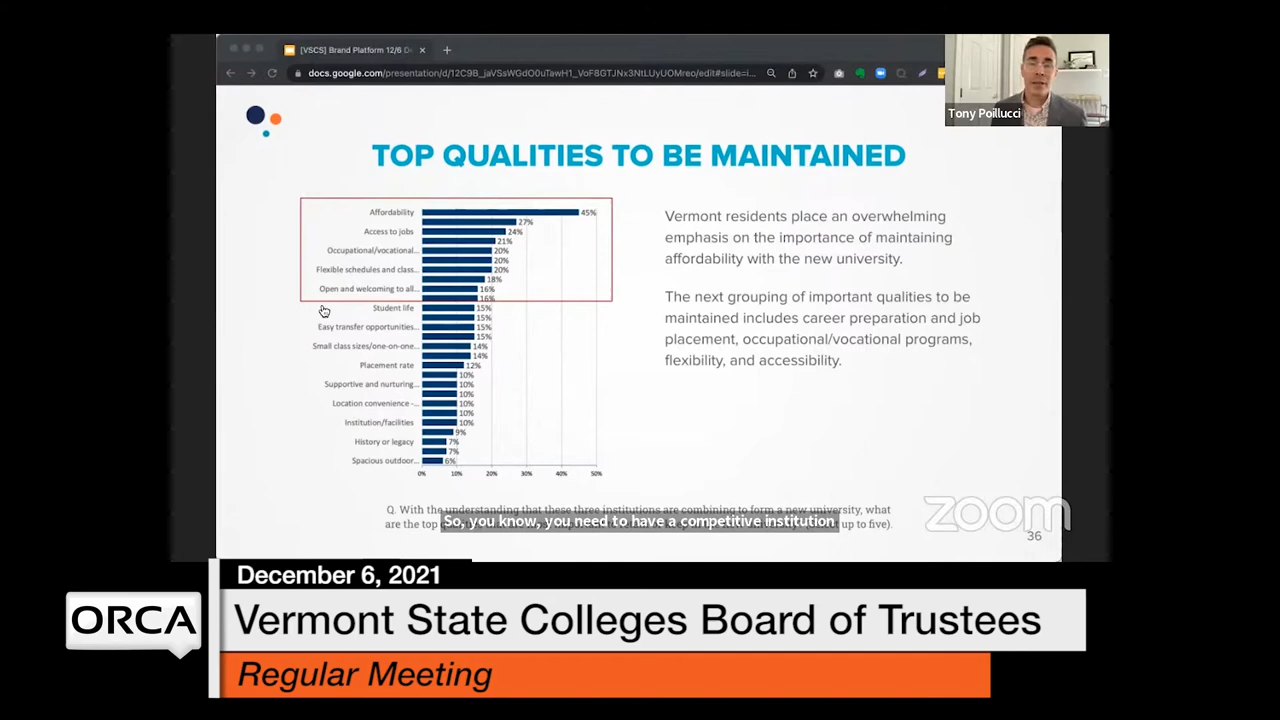 [VSCS] Brand Platform 12/6 D
docs.google.com/presentation/d/
Tony Poillucci
TOP QUALITIES TO BE MAINTAINED
Affordability 45%
27%
Access to jobs 24%
21%
Occupational/vocational... 20%
20%
Flexible schedules and class... 20%
18%
Open and welcoming to all... 16%
16%
Student life 15%
15%
Easy transfer opportunities... 15%
15%
Small class sizes/one-on-one... 14%
14%
Placement rate 12%
10%
Supportive and nurturing... 10%
10%
Location convenience -... 10%
10%
Institution/facilities 10%
9%
History or legacy 7%
7%
Spacious outdoor... 6%
0% 10% 20% 30% 40% 50%
Vermont residents place an overwhelming
emphasis on the importance of maintaining
affordability with the new university.
The next grouping of important qualities to be
maintained includes career preparation and job
placement, occupational/vocational programs,
flexibility, and accessibility.
Q. With the understanding that these three institutions are combining to form a new university, what
are the top
up to five).
So, you know, you need to have a competitive institution
zoom
36
December 6, 2021
ORCA
Vermont State Colleges Board of Trustees
Regular Meeting